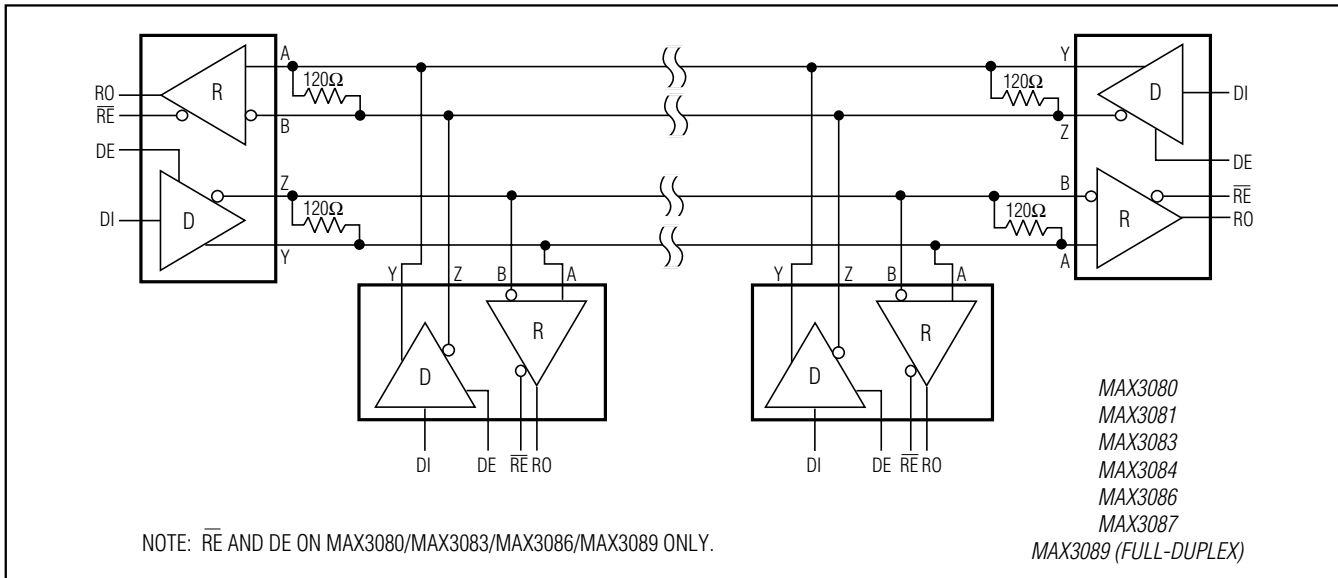 A
120Ω
R
RO
RE
B
DE
Z
DI
D
120Ω
Y
Y
120Ω
D
DI
Z
DE
B
RE
120Ω
R
RO
A
Y Z B A
D R
DI DE RE RO
Y Z B A
D R
DI DE RE RO
MAX3080
MAX3081
MAX3083
MAX3084
MAX3086
MAX3087
MAX3089 (FULL-DUPLEX)
NOTE: RE AND DE ON MAX3080/MAX3083/MAX3086/MAX3089 ONLY.